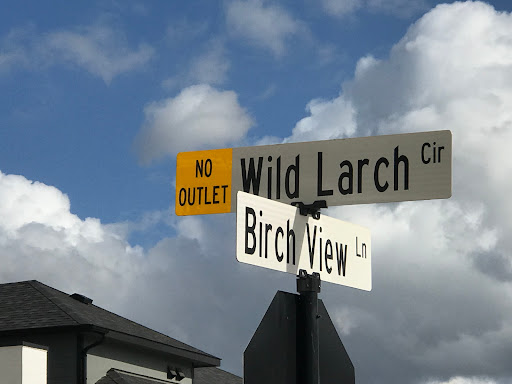 NO
OUTLET
Wild Larch Cir
Birch View Ln